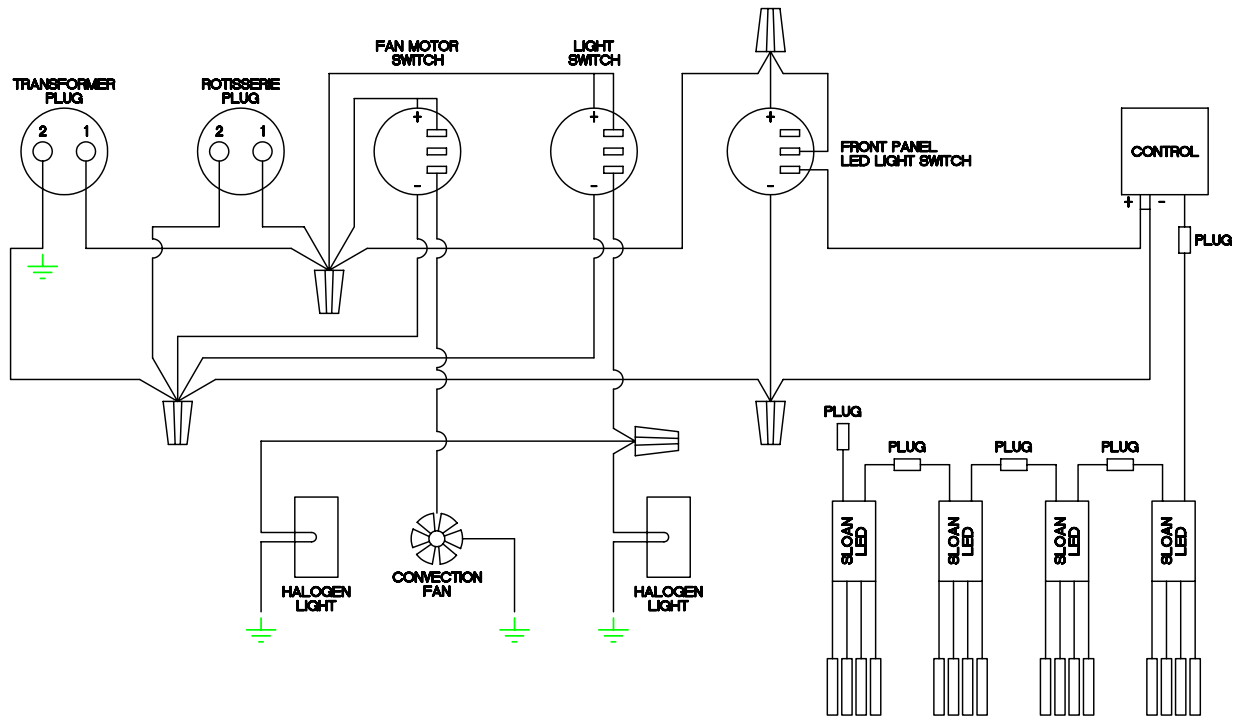 FAN MOTOR
SWITCH
LIGHT
SWITCH
TRANSFORMER
PLUG
ROTISSERIE
PLUG
2 1
2 1
+
+
+
-
-
-
FRONT PANEL
LED LIGHT SWITCH
CONTROL
+ -
PLUG
PLUG
PLUG
PLUG
PLUG
SLOAN
LED
SLOAN
LED
SLOAN
LED
SLOAN
LED
HALOGEN
LIGHT
CONVECTION
FAN
HALOGEN
LIGHT